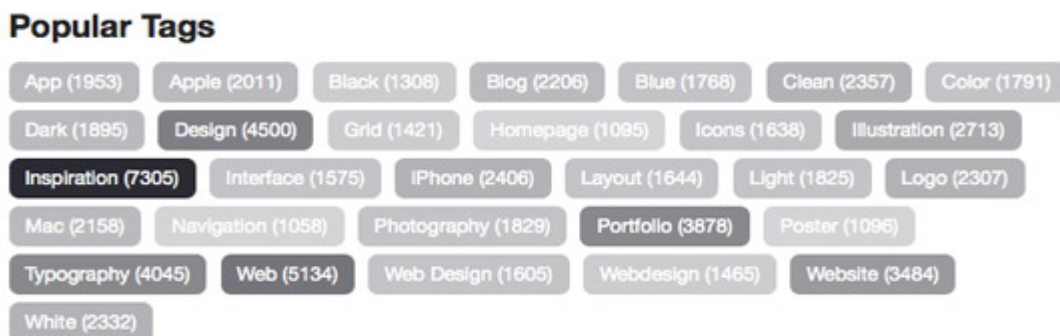 Popular Tags
App (1953) Apple (2011) Black (1308) Blog (2206) Blue (1768) Clean (2357) Color (1791)
Dark (1895) Design (4500) Grid (1421) Homepage (1095) Icons (1638) Illustration (2713)
Inspiration (7305) Interface (1575) iPhone (2406) Layout (1644) Light (1825) Logo (2307)
Mac (2158) Navigation (1058) Photography (1829) Portfolio (3878) Poster (1096)
Typography (4045) Web (5134) Web Design (1605) Webdesign (1465) Website (3484)
White (2332)